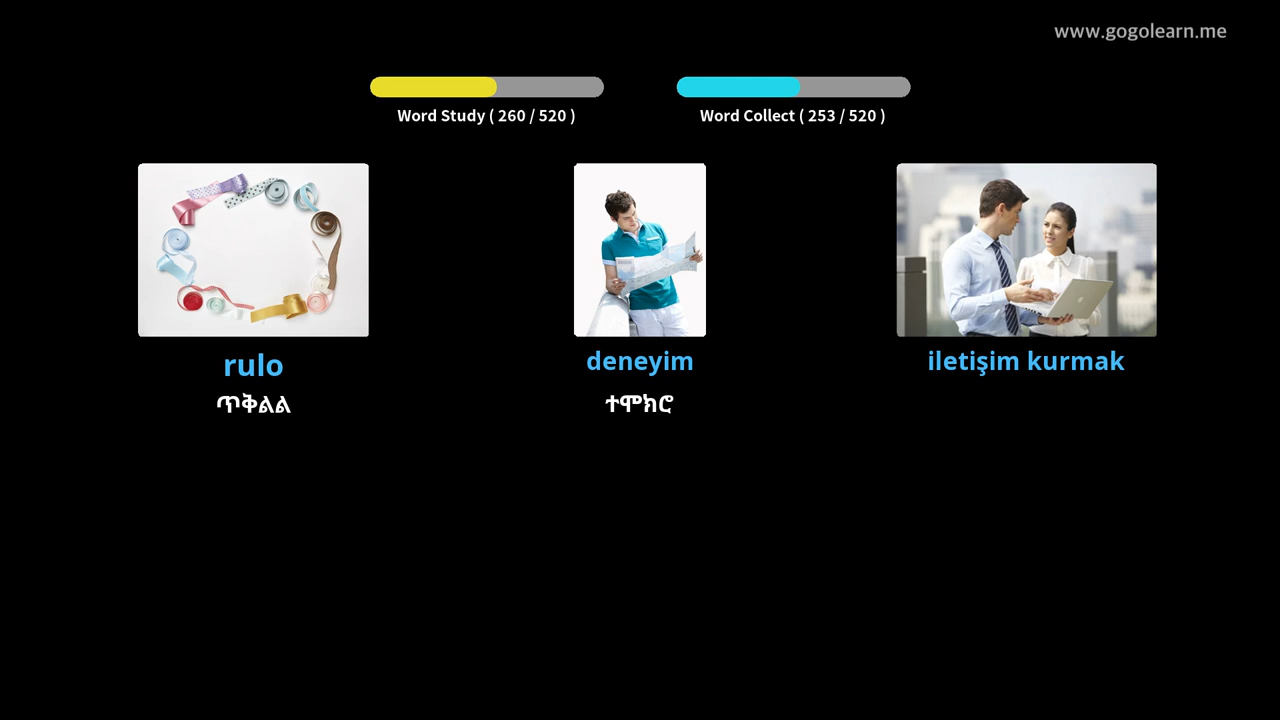 www.gogolearn.me
Word Study ( 260 / 520 )
Word Collect ( 253 / 520 )
rulo
ጥቅልል
deneyim
ተሞክሮ
iletişim kurmak